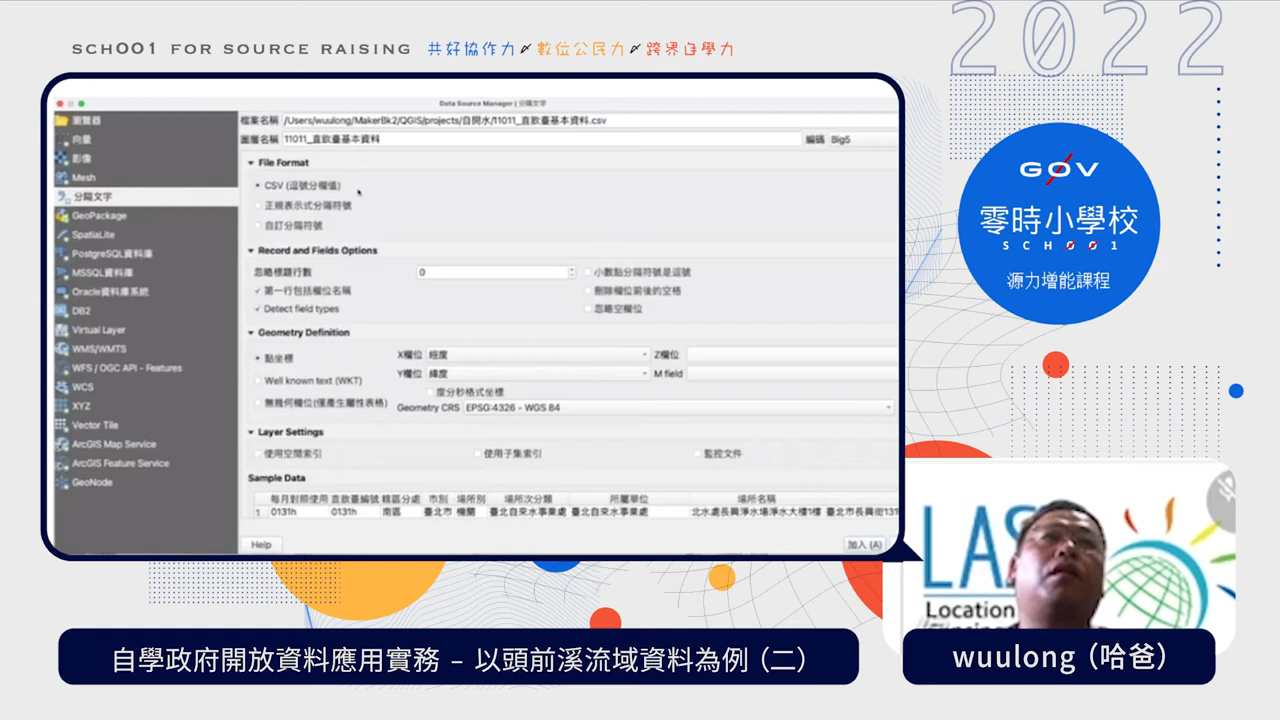 SCHOO1 FOR SOURCE RAISING 共好協作力 數位公民力 跨界自學力
2022
Data Source Manager | 分隔文字
瀏覽器
向量
影像
Mesh
分隔文字
GeoPackage
SpatiaLite
PostgreSQL資料庫
MSSQL資料庫
Oracle資料庫系統
DB2
Virtual Layer
WMS/WMTS
WFS / OGC API - Features
WCS
XYZ
Vector Tile
ArcGIS Map Service
ArcGIS Feature Service
GeoNode
檔案名稱 /Users/wuulong/MakerBk2/QGIS/projects/自開水/11011_直飲臺基本資料.csv
圖層名稱 11011_直飲臺基本資料 編碼 Big5
File Format
CSV (逗號分欄值)
正規表示式分隔符號
自訂分隔符號
Record and Fields Options
忽略標題行數 0 小數點分隔符號是逗號
第一行包括欄位名稱 刪除欄位前後的空格
Detect field types 忽略空欄位
Geometry Definition
點坐標 X欄位 經度 Z欄位
Y欄位 緯度 M field
Well known text (WKT)
度分秒格式坐標
無幾何欄位(僅產生屬性表格) Geometry CRS EPSG:4326 - WGS 84
Layer Settings
使用空間索引 使用子集索引 監控文件
Sample Data
每月對照使用 直飲臺編號 轄區分處 市別 場所別 場所次分類 所屬單位 場所名稱
1 0131h 0131h 南區 臺北市 機關 臺北自來水事業處 臺北自來水事業處 北水處長興淨水場淨水大樓1樓 臺北市長興街131
Help 加入 (A)
GOV
零時小學校
SCHOO1
源力增能課程
LAS
Location
自學政府開放資料應用實務 – 以頭前溪流域資料為例（二）
wuulong（哈爸）